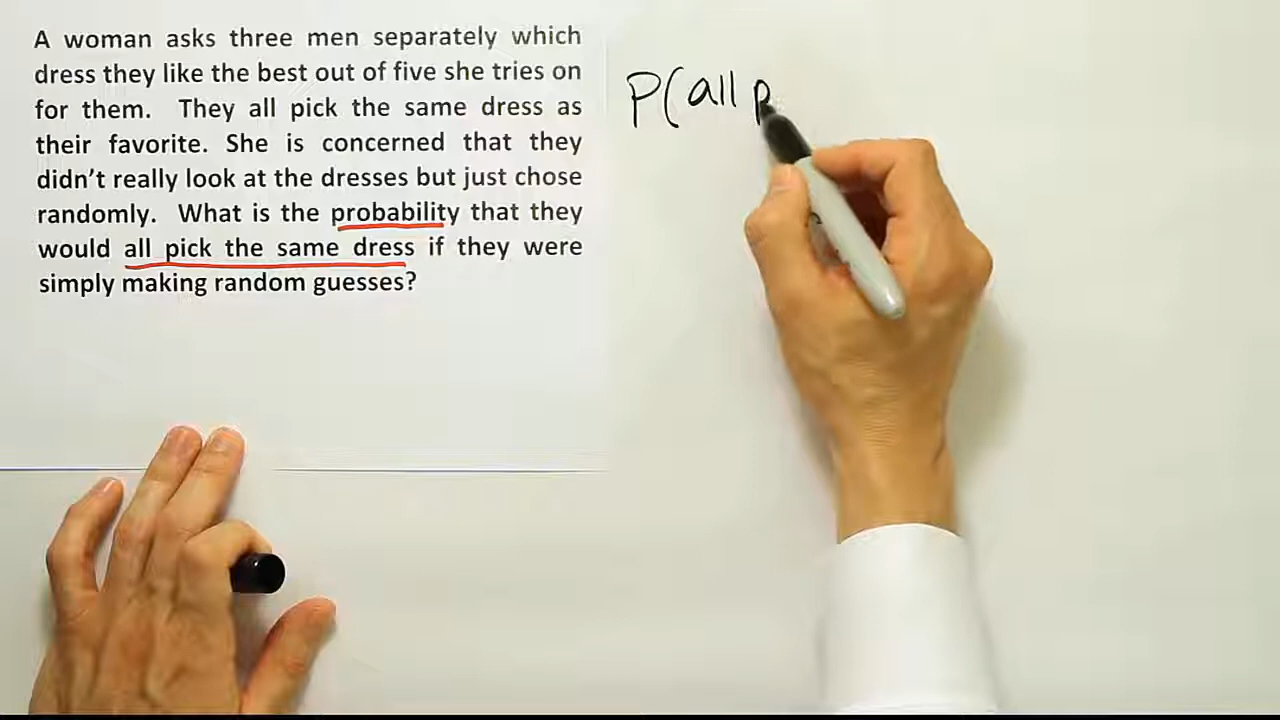 A woman asks three men separately which
dress they like the best out of five she tries on
for them. They all pick the same dress as
their favorite. She is concerned that they
didn’t really look at the dresses but just chose
randomly. What is the probability that they
would all pick the same dress if they were
simply making random guesses?
P(all p